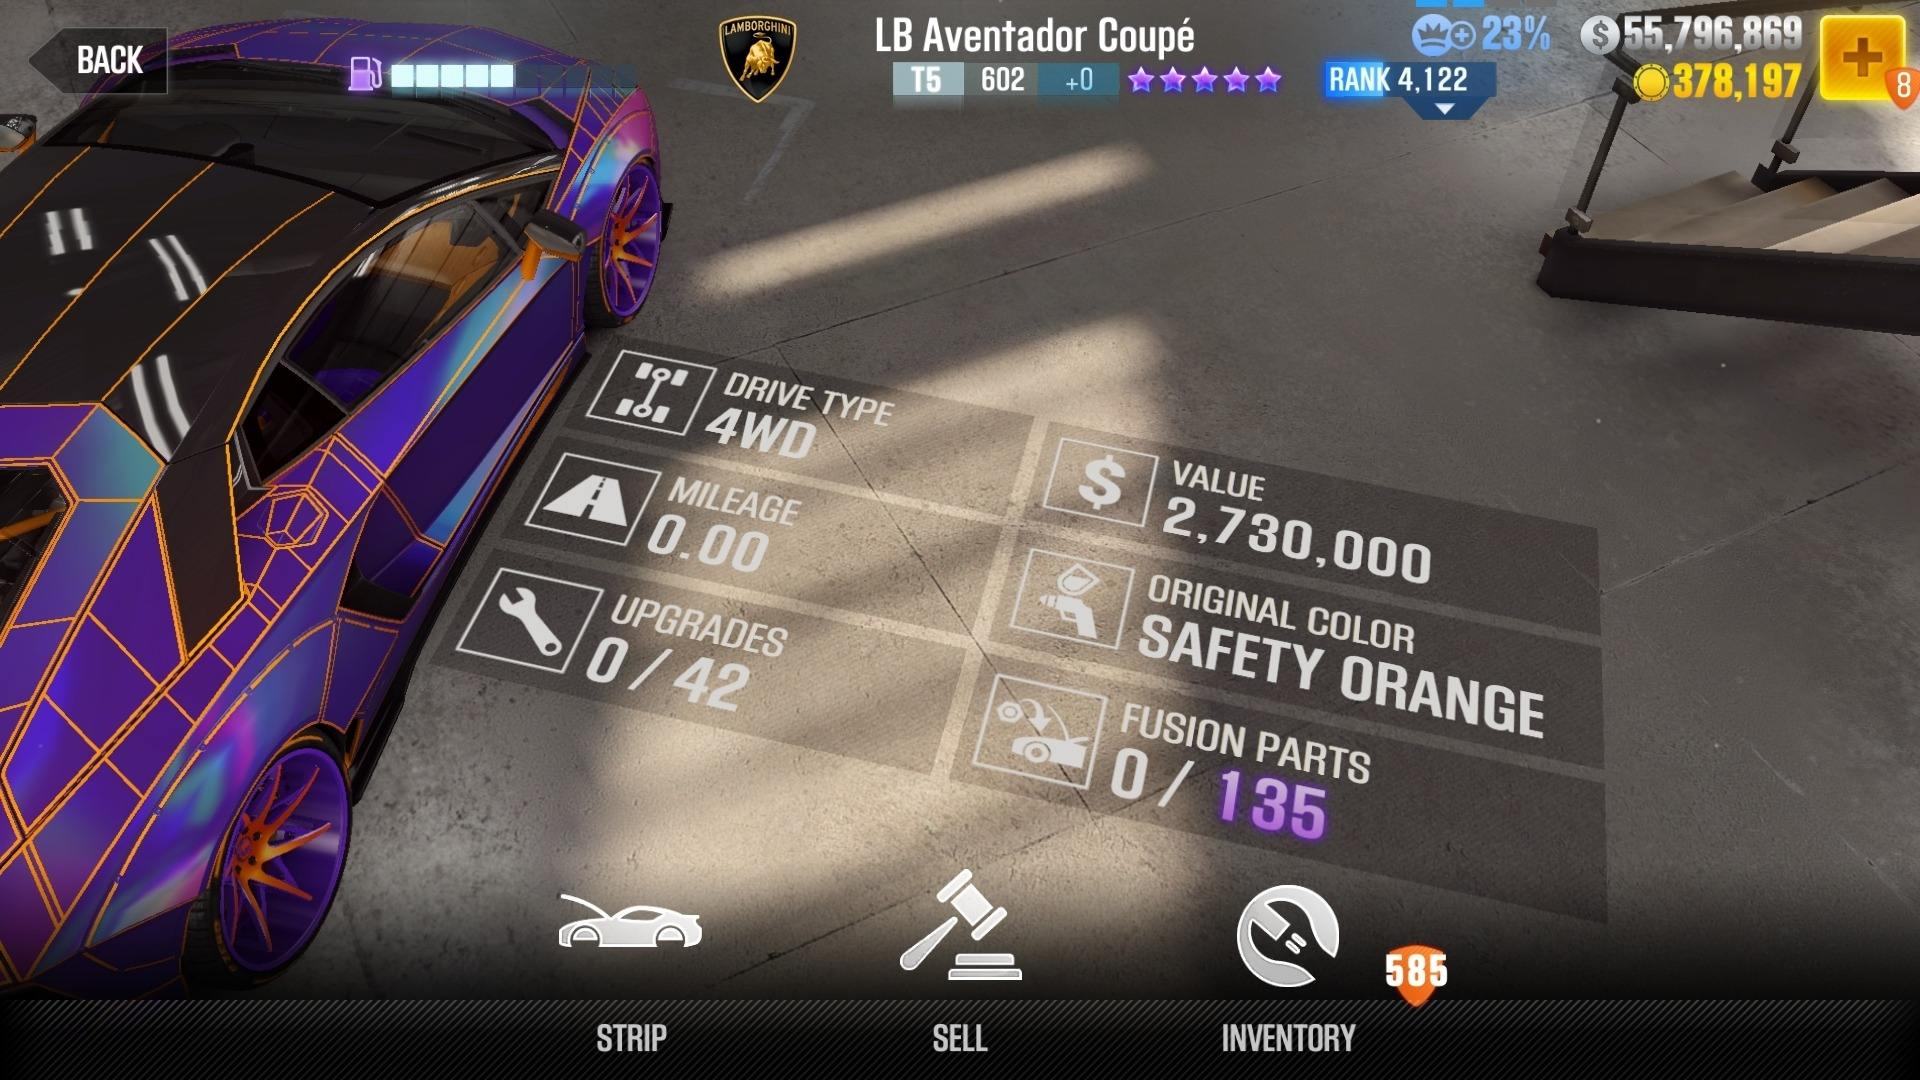 BACK
LAMBORGHINI
LB Aventador Coupé
T5 602 +0
RANK 4,122
23%
55,796,869
378,197
8
DRIVE TYPE
4WD
MILEAGE
0.00
UPGRADES
0 / 42
VALUE
2,730,000
ORIGINAL COLOR
SAFETY ORANGE
FUSION PARTS
0 / 135
585
STRIP
SELL
INVENTORY